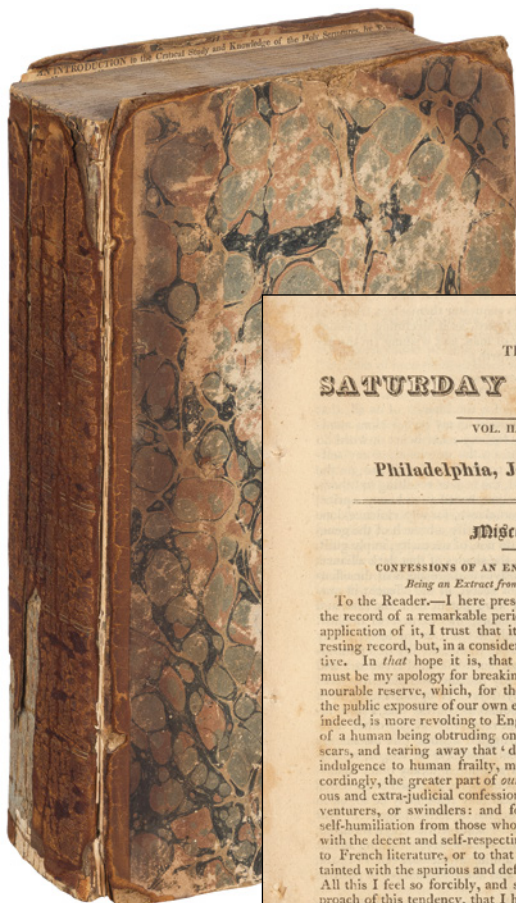 AN INTRODUCTION to the Critical Study and Knowledge of the Holy Scriptures, by
SATURDAY
VOL. II.
Philadelphia, J
CONFESSIONS OF AN EN
Being an Extract from
To the Reader.—I here pres
the record of a remarkable peri
application of it, I trust that it
resting record, but, in a consider
tive. In that hope it is, that
must be my apology for breakin
nourable reserve, which, for th
the public exposure of our own e
indeed, is more revolting to Eng
of a human being obtruding on
scars, and tearing away that ‘d
indulgence to human frailty, m
cordingly, the greater part of ou
ous and extra-judicial confession
venturers, or swindlers: and fo
self-humiliation from those who
with the decent and self-respectin
to French literature, or to that
tainted with the spurious and def
All this I feel so forcibly, and s
proach of this tendency, that I h